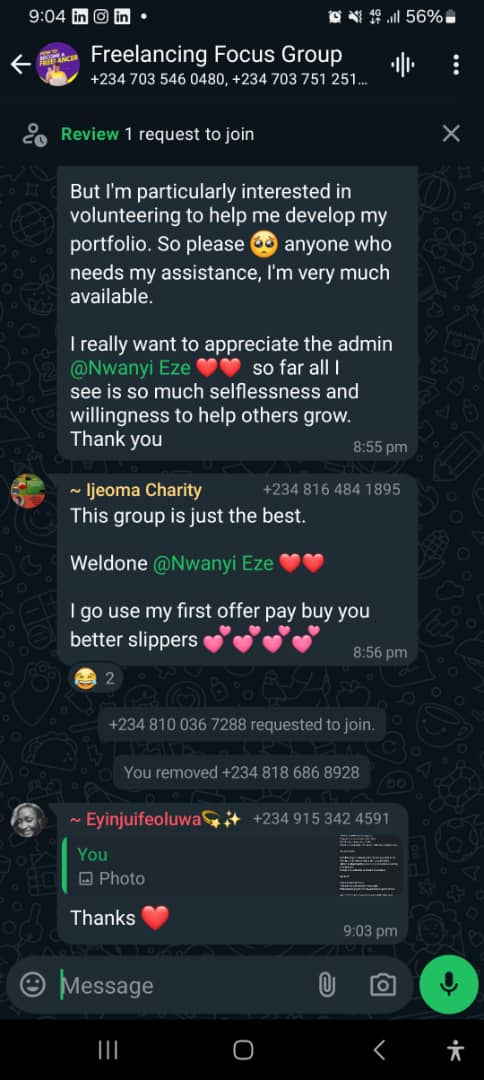 9:04
4G
56%
HOW TO
BECOME A
FREELANCER
Freelancing Focus Group
+234 703 546 0480, +234 703 751 251...
Review 1 request to join
But I'm particularly interested in
volunteering to help me develop my
portfolio. So please 🥺 anyone who
needs my assistance, I'm very much
available.
I really want to appreciate the admin
@Nwanyi Eze ❤️❤️ so far all I
see is so much selflessness and
willingness to help others grow.
Thank you
8:55 pm
~ Ijeoma Charity +234 816 484 1895
This group is just the best.
Weldone @Nwanyi Eze ❤️❤️
I go use my first offer pay buy you
better slippers 💕💕💕💕
8:56 pm
😂 2
+234 810 036 7288 requested to join.
You removed +234 818 686 8928
~ Eyinjuifeoluwa💫✨ +234 915 342 4591
You
Photo
Thanks ❤️
9:03 pm
Message